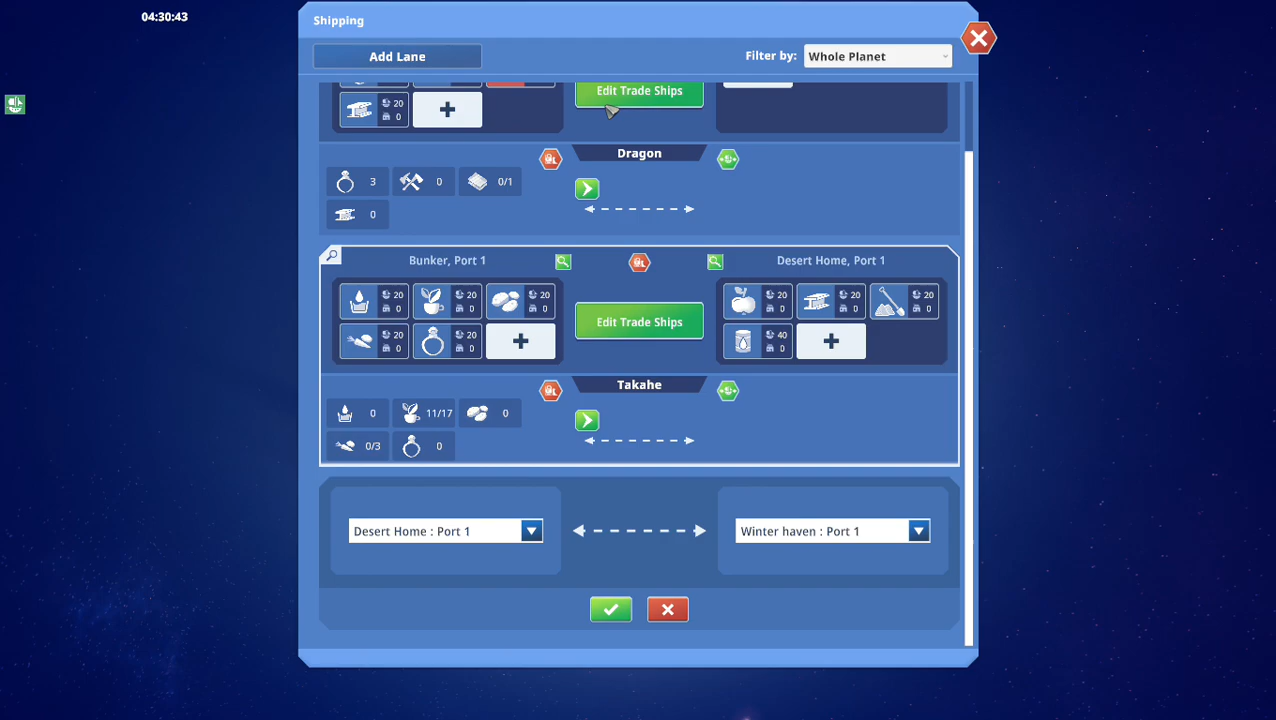 04:30:43
Shipping
Add Lane
Filter by: Whole Planet
Edit Trade Ships
20
0
Dragon
3 0 0/1
0
Bunker, Port 1
Desert Home, Port 1
20 20 20
0 0 0
20 20
0 0
Edit Trade Ships
20 20 20
0 0 0
40
0
Takahe
0 11/17 0
0/3 0
Desert Home : Port 1
Winter haven : Port 1